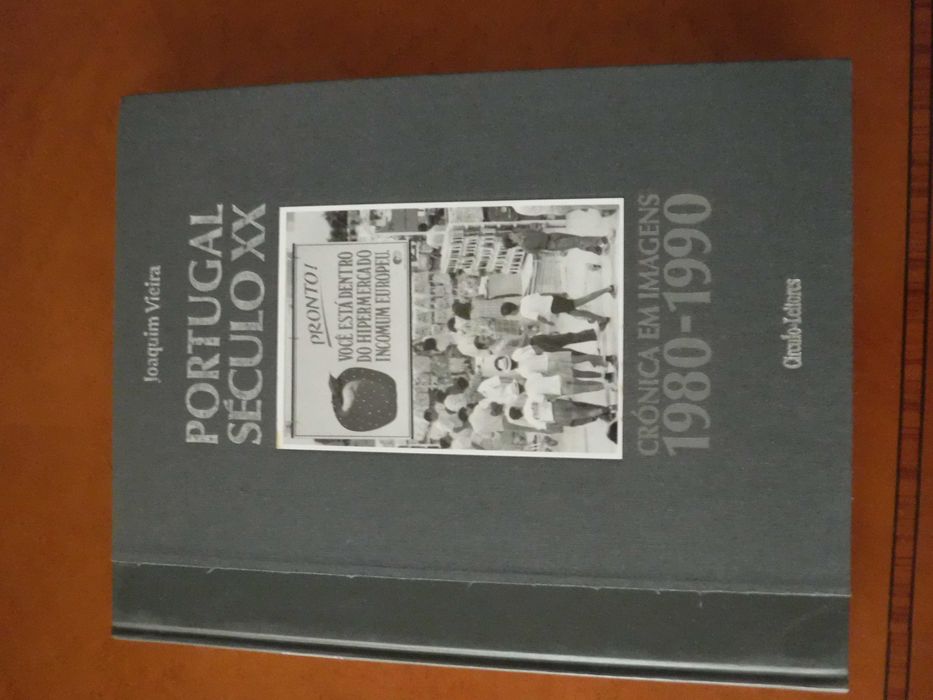 Joaquim Vieira
PORTUGAL
SÉCULO XX
PRONTO!
VOCÊ ESTÁ DENTRO
DO HIPERMERCADO
INCOMUM EUROPEU.
CRÓNICA EM IMAGENS
1980-1990
Círculo-Leitores